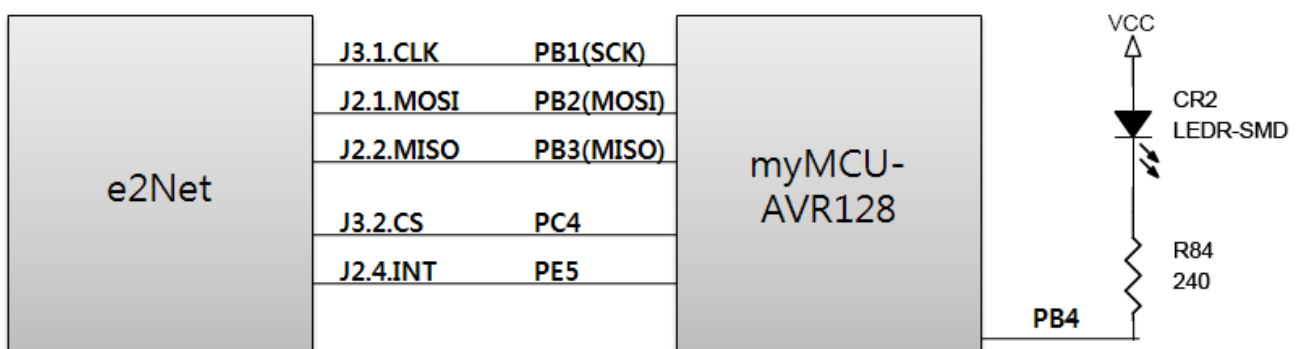 VCC
J3.1.CLK PB1(SCK)
CR2
J2.1.MOSI PB2(MOSI)
LEDR-SMD
J2.2.MISO PB3(MISO)
e2Net
myMCU-
AVR128
J3.2.CS PC4
R84
J2.4.INT PE5
240
PB4